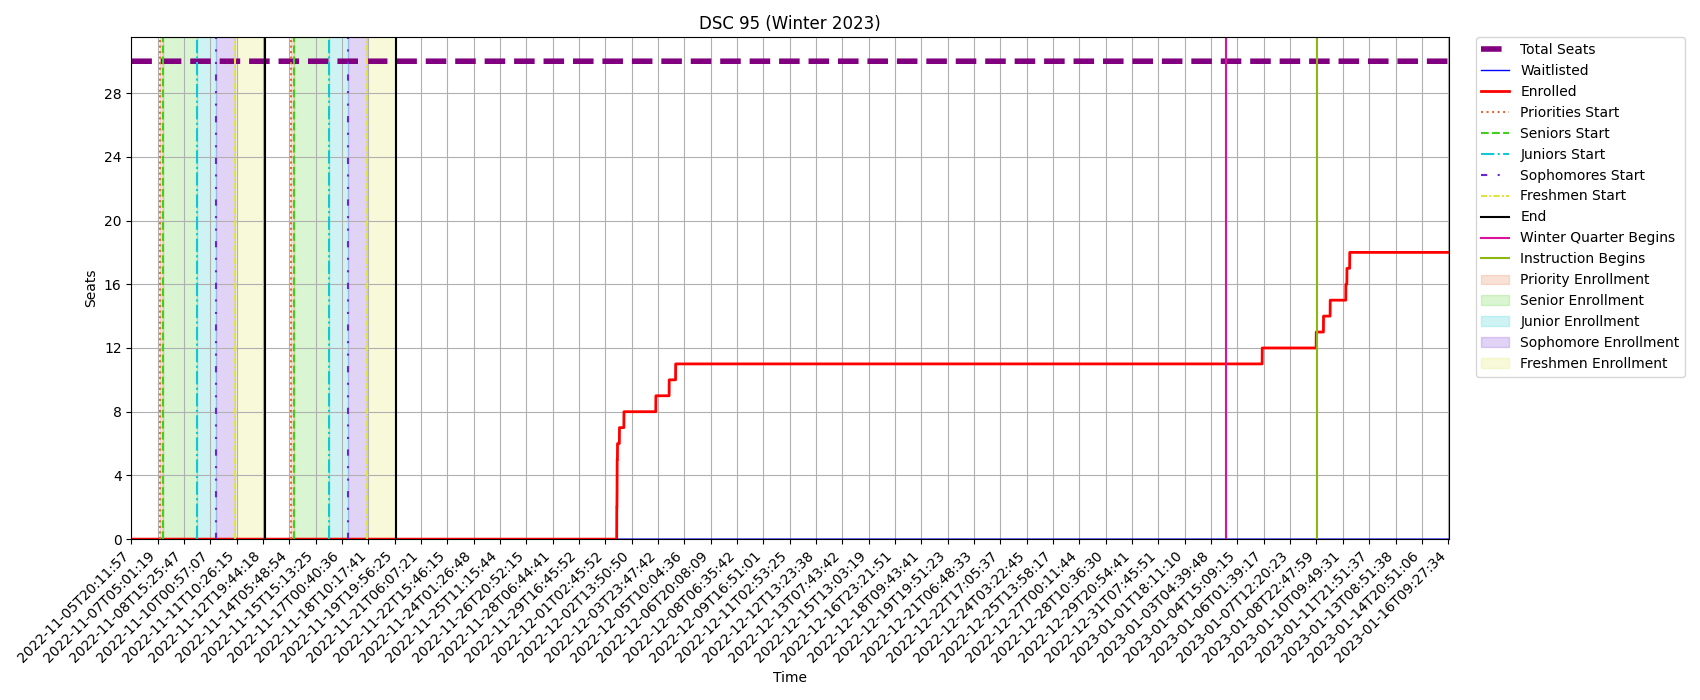 DSC 95 (Winter 2023)
Seats
28
24
20
16
12
8
4
0
2022-11-05T20:11:57
2022-11-07T05:01:19
2022-11-08T15:25:47
2022-11-10T00:57:07
2022-11-11T10:26:15
2022-11-12T19:44:18
2022-11-14T05:48:54
2022-11-15T15:13:25
2022-11-17T00:40:36
2022-11-18T10:17:41
2022-11-19T19:56:25
2022-11-21T06:07:21
2022-11-22T15:46:15
2022-11-24T01:26:48
2022-11-25T11:15:44
2022-11-26T20:52:15
2022-11-28T06:44:41
2022-11-29T16:45:52
2022-12-01T02:45:52
2022-12-02T13:50:50
2022-12-03T23:47:42
2022-12-05T10:04:36
2022-12-06T20:08:09
2022-12-08T06:35:42
2022-12-09T16:51:01
2022-12-11T02:53:25
2022-12-12T13:23:38
2022-12-13T07:43:42
2022-12-15T13:03:19
2022-12-16T23:21:51
2022-12-18T09:43:41
2022-12-19T19:51:23
2022-12-21T06:48:33
2022-12-22T17:05:37
2022-12-24T03:22:45
2022-12-25T13:58:17
2022-12-27T00:11:44
2022-12-28T10:36:30
2022-12-29T20:54:41
2022-12-31T07:45:51
2023-01-01T18:11:10
2023-01-03T04:39:48
2023-01-04T15:09:15
2023-01-06T01:39:17
2023-01-07T12:20:23
2023-01-08T22:47:59
2023-01-10T09:49:31
2023-01-11T21:51:37
2023-01-13T08:51:38
2023-01-14T20:51:06
2023-01-16T09:27:34
Time
Total Seats
Waitlisted
Enrolled
Priorities Start
Seniors Start
Juniors Start
Sophomores Start
Freshmen Start
End
Winter Quarter Begins
Instruction Begins
Priority Enrollment
Senior Enrollment
Junior Enrollment
Sophomore Enrollment
Freshmen Enrollment